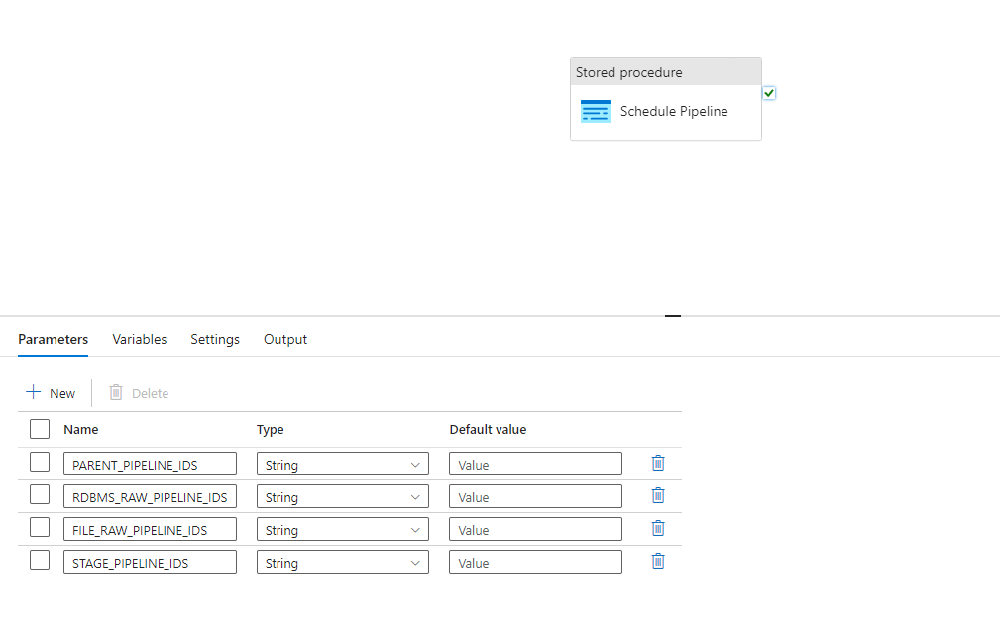 Stored procedure
Schedule Pipeline
Parameters Variables Settings Output
New Delete
Name Type Default value
PARENT_PIPELINE_IDS String Value
RDBMS_RAW_PIPELINE_IDS String Value
FILE_RAW_PIPELINE_IDS String Value
STAGE_PIPELINE_IDS String Value